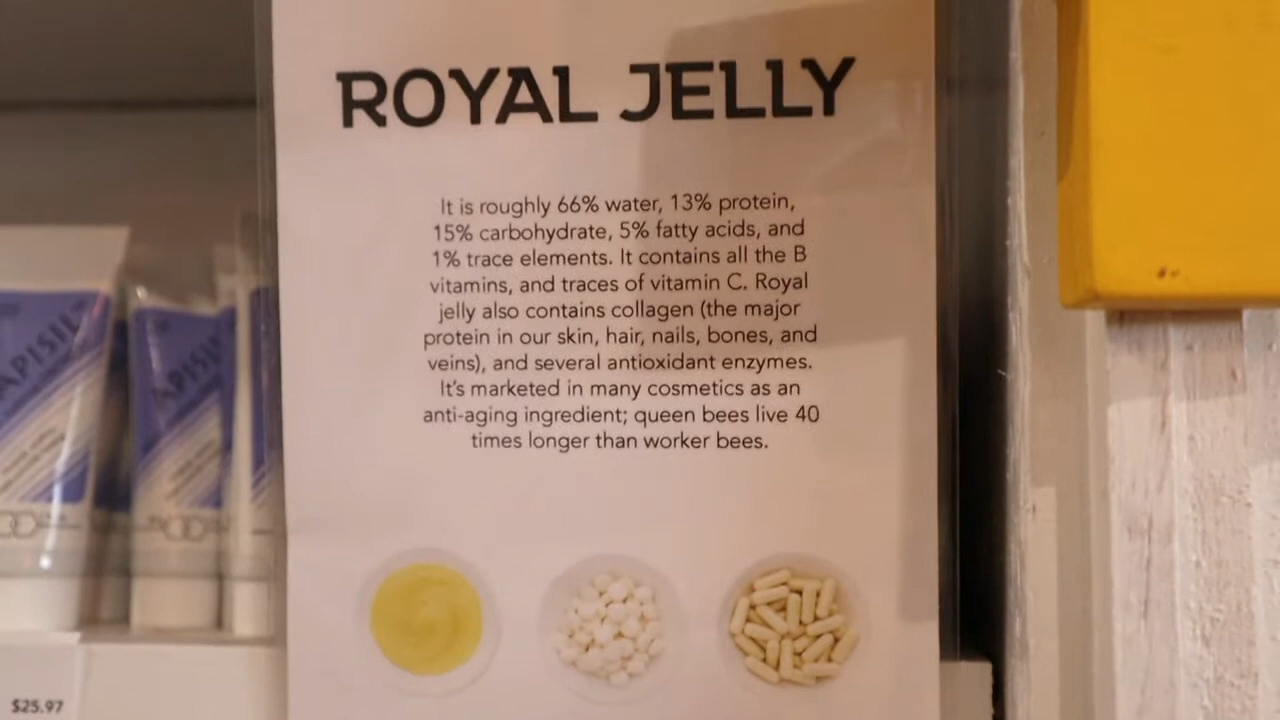 ROYAL JELLY
It is roughly 66% water, 13% protein,
15% carbohydrate, 5% fatty acids, and
1% trace elements. It contains all the B
vitamins, and traces of vitamin C. Royal
jelly also contains collagen (the major
protein in our skin, hair, nails, bones, and
veins), and several antioxidant enzymes.
It's marketed in many cosmetics as an
anti-aging ingredient; queen bees live 40
times longer than worker bees.
APISIL
APISIL
$25.97